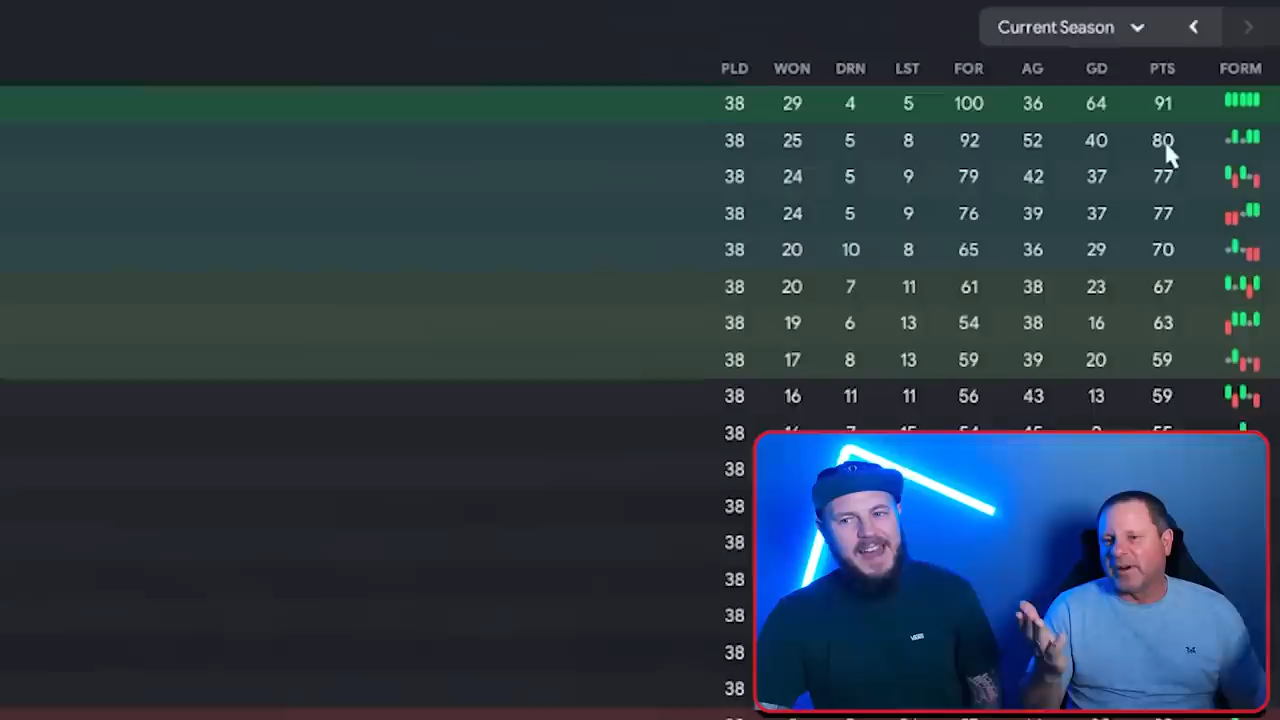 Current Season
PLD WON DRN LST FOR AG GD PTS FORM
38 29 4 5 100 36 64 91
38 25 5 8 92 52 40 80
38 24 5 9 79 42 37 77
38 24 5 9 76 39 37 77
38 20 10 8 65 36 29 70
38 20 7 11 61 38 23 67
38 19 6 13 54 38 16 63
38 17 8 13 59 39 20 59
38 16 11 11 56 43 13 59
38
38
38
38
38
38
38
38
VANS